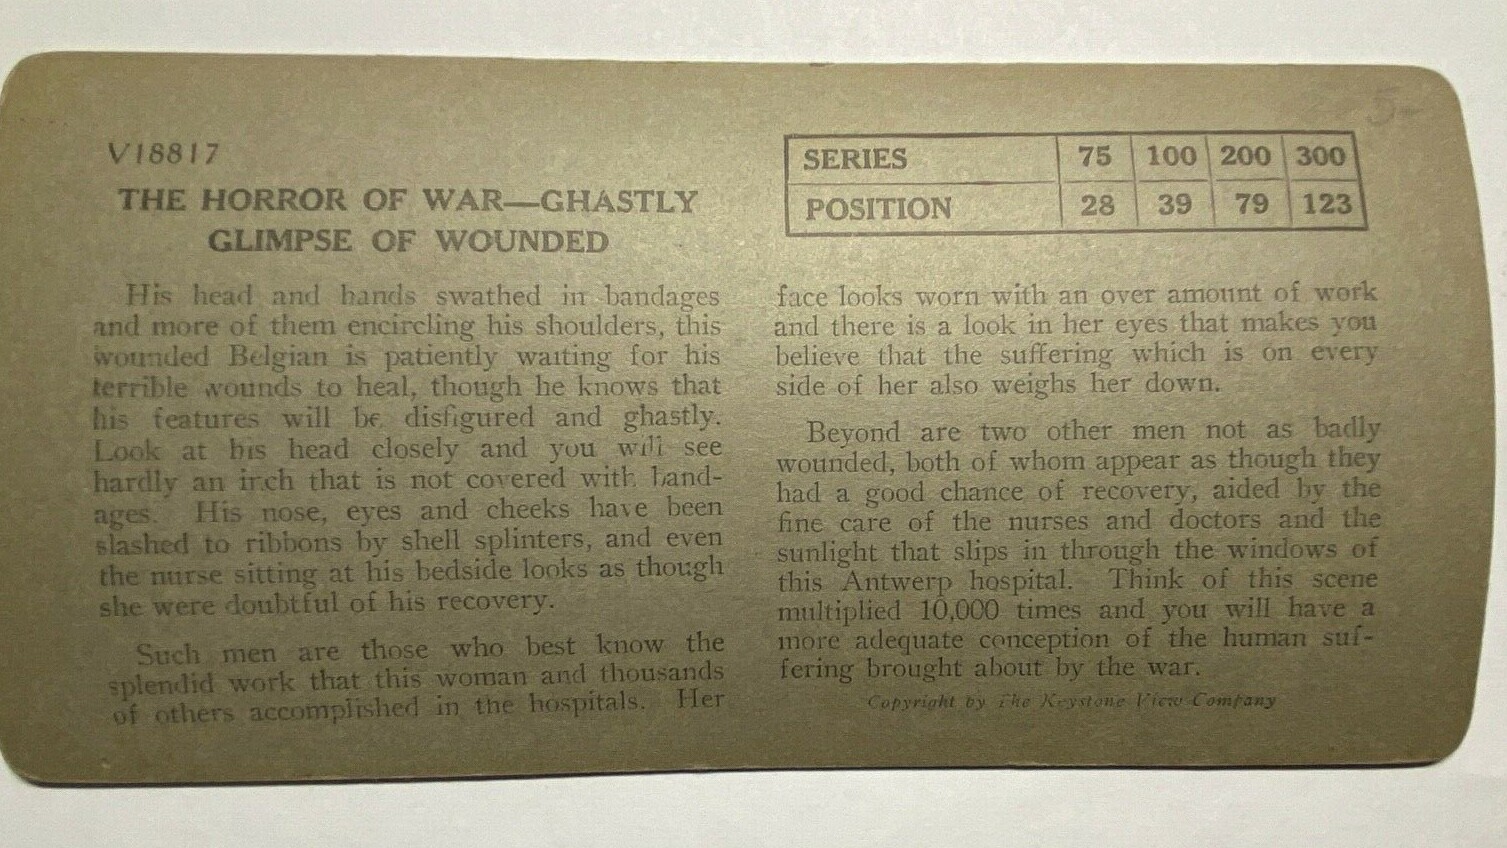 5-
V18817
THE HORROR OF WAR—GHASTLY
GLIMPSE OF WOUNDED
SERIES 75 100 200 300
POSITION 28 39 79 123
His head and hands swathed in bandages
and more of them encircling his shoulders, this
wounded Belgian is patiently waiting for his
terrible wounds to heal, though he knows that
his features will be disfigured and ghastly.
Look at his head closely and you will see
hardly an inch that is not covered with band-
ages. His nose, eyes and cheeks have been
slashed to ribbons by shell splinters, and even
the nurse sitting at his bedside looks as though
she were doubtful of his recovery.
Such men are those who best know the
splendid work that this woman and thousands
of others accomplished in the hospitals. Her
face looks worn with an over amount of work
and there is a look in her eyes that makes you
believe that the suffering which is on every
side of her also weighs her down.
Beyond are two other men not as badly
wounded, both of whom appear as though they
had a good chance of recovery, aided by the
fine care of the nurses and doctors and the
sunlight that slips in through the windows of
this Antwerp hospital. Think of this scene
multiplied 10,000 times and you will have a
more adequate conception of the human suf-
fering brought about by the war.
Copyright by The Keystone View Company